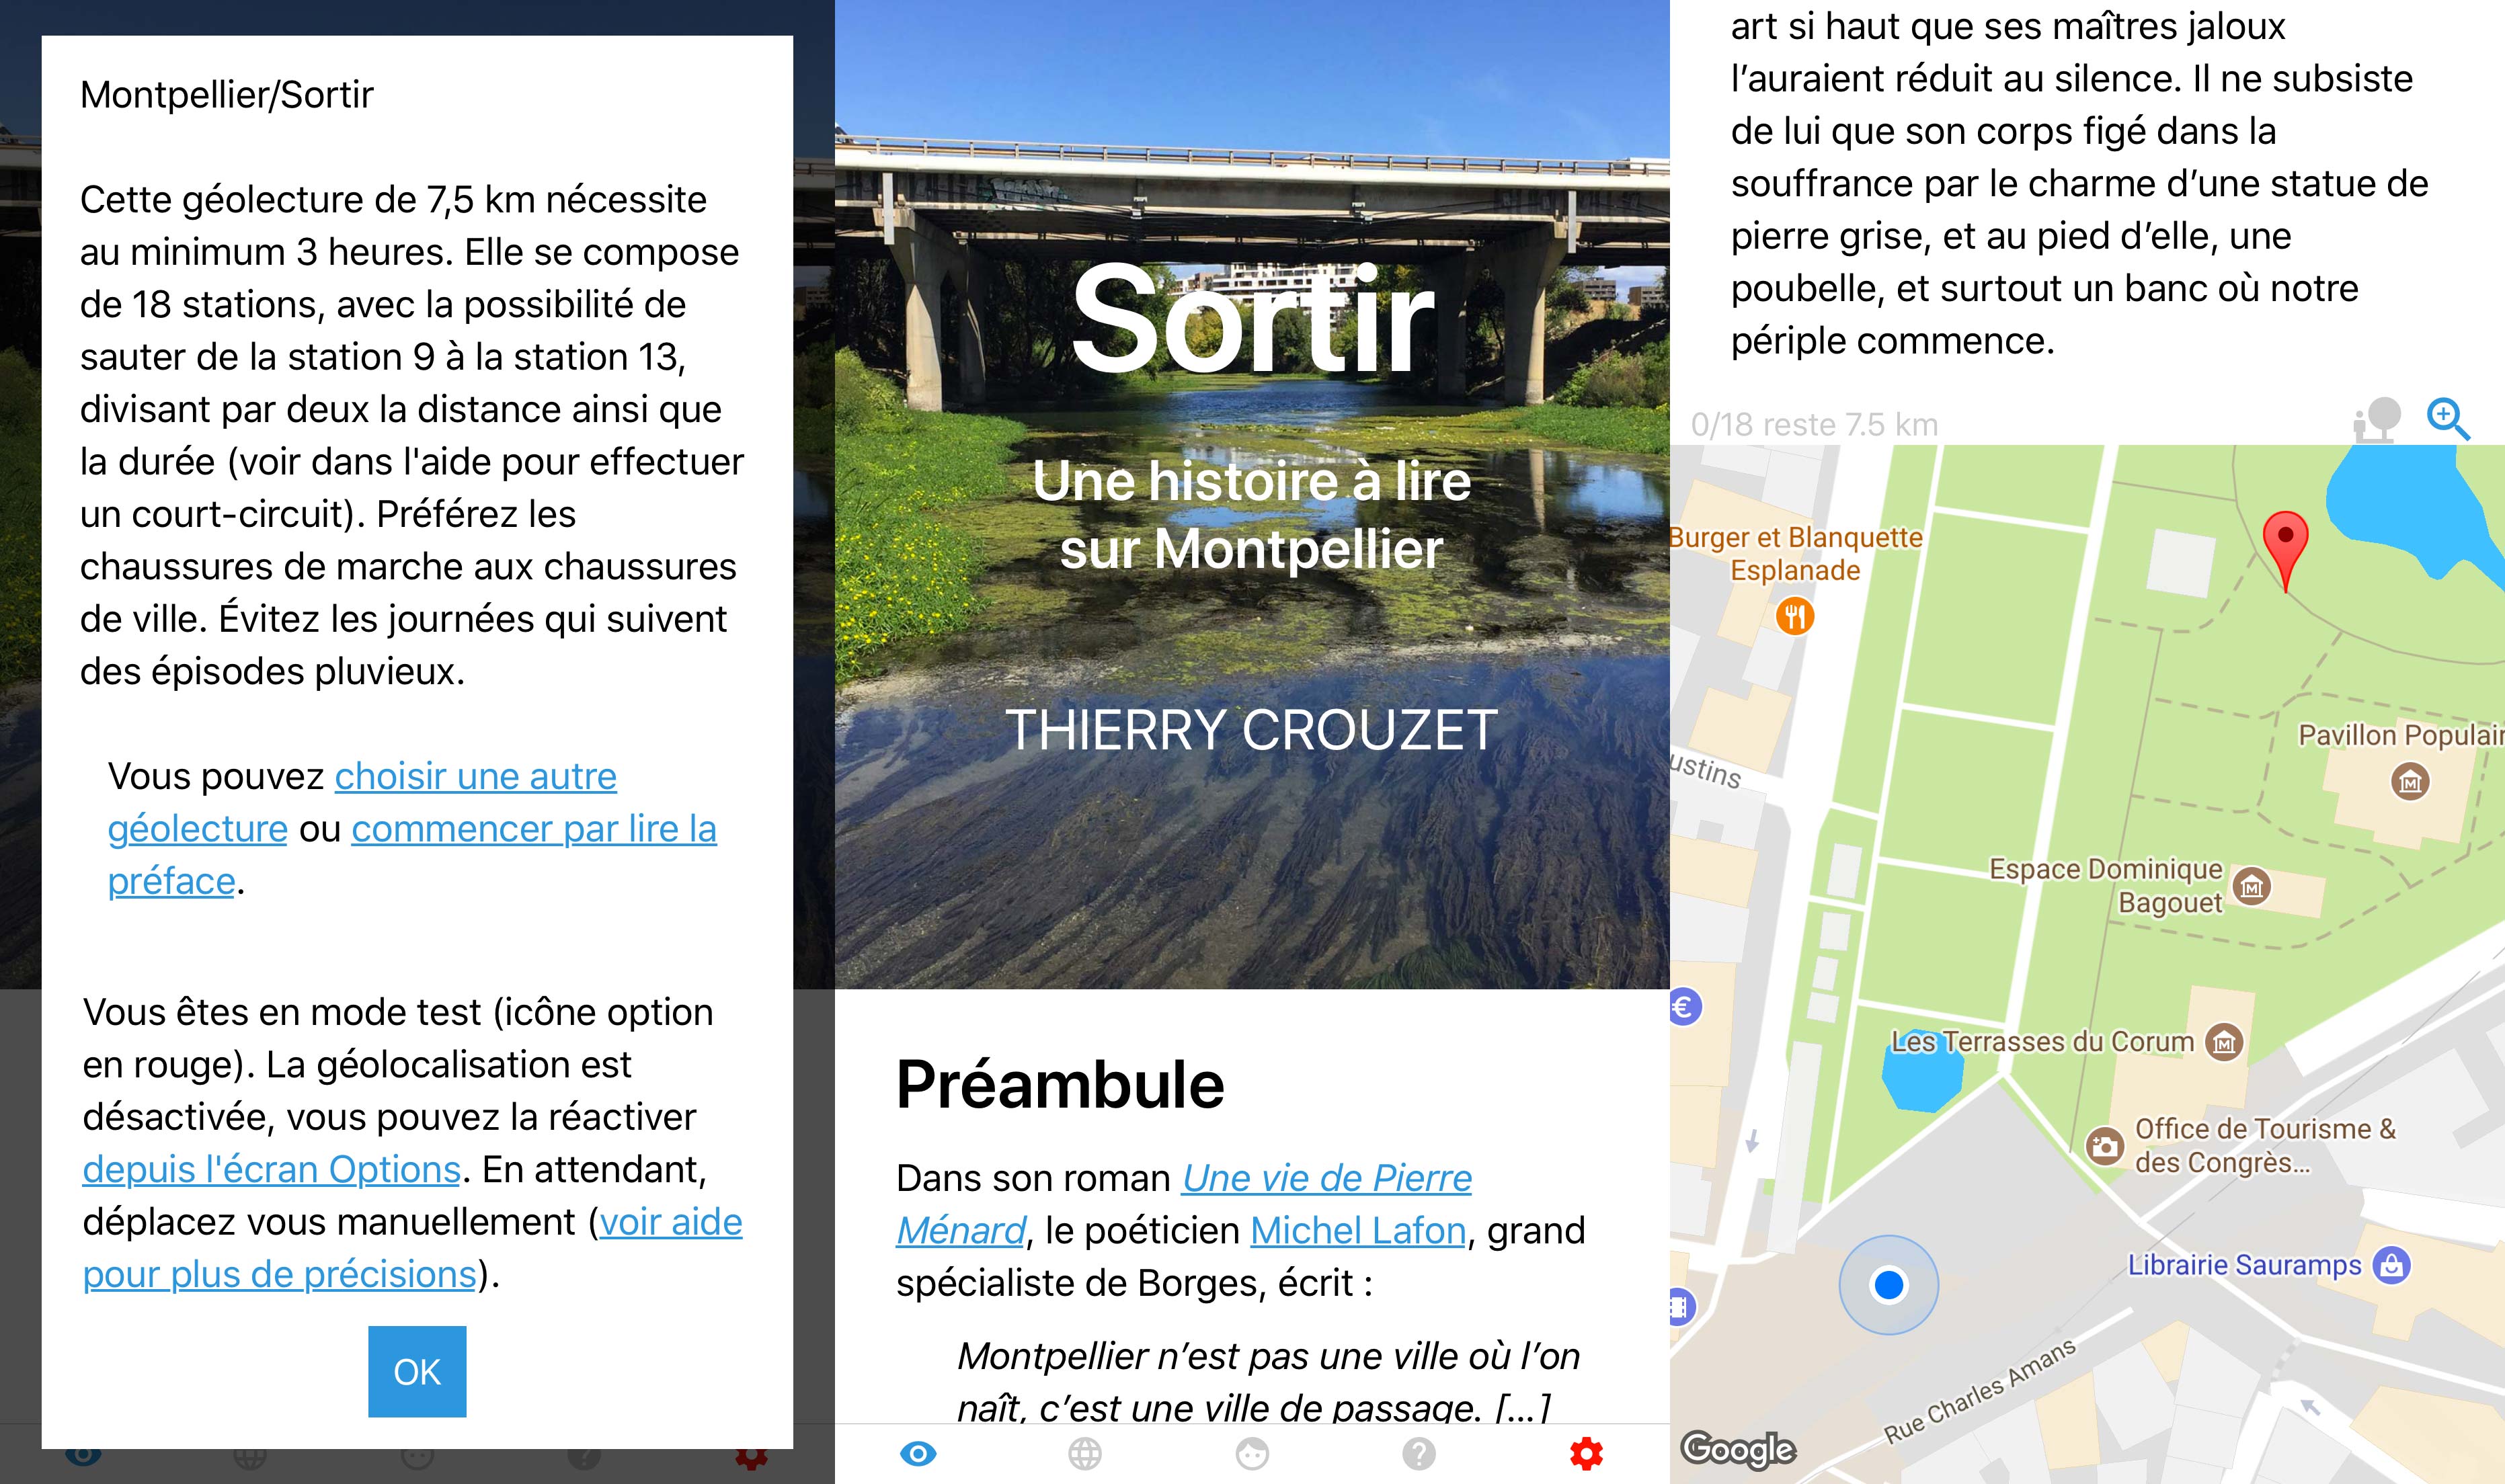 Montpellier/Sortir
Cette géolecture de 7,5 km nécessite
au minimum 3 heures. Elle se compose
de 18 stations, avec la possibilité de
sauter de la station 9 à la station 13,
divisant par deux la distance ainsi que
la durée (voir dans l'aide pour effectuer
un court-circuit). Préférez les
chaussures de marche aux chaussures
de ville. Évitez les journées qui suivent
des épisodes pluvieux.
Vous pouvez choisir une autre
géolecture ou commencer par lire la
préface.
Vous êtes en mode test (icône option
en rouge). La géolocalisation est
désactivée, vous pouvez la réactiver
depuis l'écran Options. En attendant,
déplacez vous manuellement (voir aide
pour plus de précisions).
OK
Sortir
Une histoire à lire
sur Montpellier
THIERRY CROUZET
Préambule
Dans son roman Une vie de Pierre
Ménard, le poéticien Michel Lafon, grand
spécialiste de Borges, écrit :
Montpellier n’est pas une ville où l’on
naît, c’est une ville de passage. [...]
art si haut que ses maîtres jaloux
l’auraient réduit au silence. Il ne subsiste
de lui que son corps figé dans la
souffrance par le charme d’une statue de
pierre grise, et au pied d’elle, une
poubelle, et surtout un banc où notre
périple commence.
0/18 reste 7.5 km
Burger et Blanquette
Esplanade
Pavillon Populair
ustins
Espace Dominique
Bagouet
€
Les Terrasses du Corum
Office de Tourisme &
des Congrès...
Librairie Sauramps
Rue Charles Amans
Google